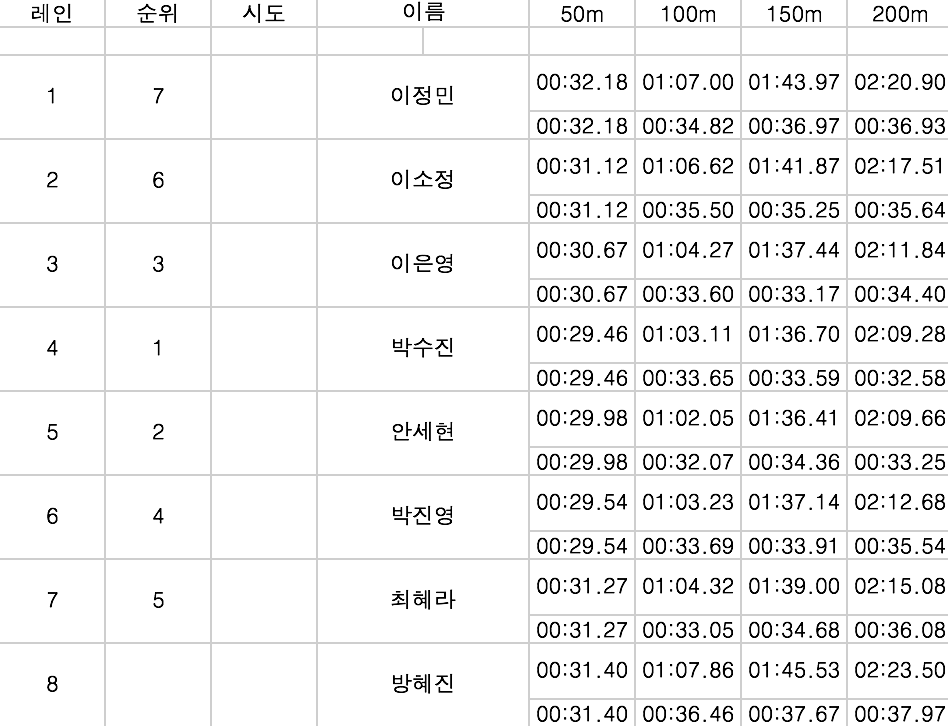 레인 순위 시도 이름 50m 100m 150m 200m
00:32.18 01:07.00 01:43.97 02:20.90
1 7 이정민
00:32.18 00:34.82 00:36.97 00:36.93
00:31.12 01:06.62 01:41.87 02:17.51
2 6 이소정
00:31.12 00:35.50 00:35.25 00:35.64
00:30.67 01:04.27 01:37.44 02:11.84
3 3 이은영
00:30.67 00:33.60 00:33.17 00:34.40
00:29.46 01:03.11 01:36.70 02:09.28
4 1 박수진
00:29.46 00:33.65 00:33.59 00:32.58
00:29.98 01:02.05 01:36.41 02:09.66
5 2 안세현
00:29.98 00:32.07 00:34.36 00:33.25
00:29.54 01:03.23 01:37.14 02:12.68
6 4 박진영
00:29.54 00:33.69 00:33.91 00:35.54
00:31.27 01:04.32 01:39.00 02:15.08
7 5 최혜라
00:31.27 00:33.05 00:34.68 00:36.08
00:31.40 01:07.86 01:45.53 02:23.50
8 방혜진
00:31.40 00:36.46 00:37.67 00:37.97